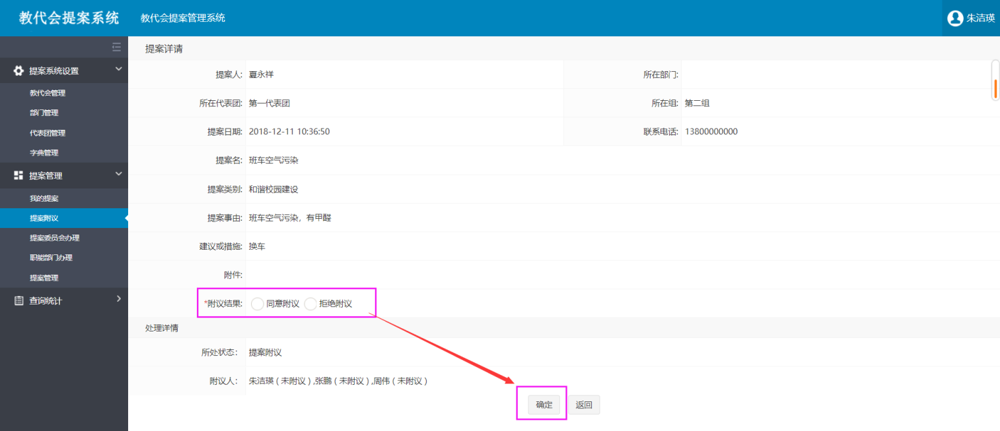 教代会提案系统 教代会提案管理系统 朱洁瑛
提案系统设置
教代会管理
部门管理
代表团管理
字典管理
提案管理
我的提案
提案附议
提案委员会办理
职能部门办理
提案管理
查询统计
提案详请
提案人: 夏永祥 所在部门:
所在代表团: 第一代表团 所在组: 第二组
提案日期: 2018-12-11 10:36:50 联系电话: 13800000000
提案名: 班车空气污染
提案类别: 和谐校园建设
提案事由: 班车空气污染，有甲醛
建议或措施: 换车
附件:
*附议结果: 同意附议 拒绝附议
处理详情
所处状态: 提案附议
附议人: 朱洁瑛 ( 未附议 ) ,张鹏 ( 未附议 ) ,周伟 ( 未附议 )
确定 返回